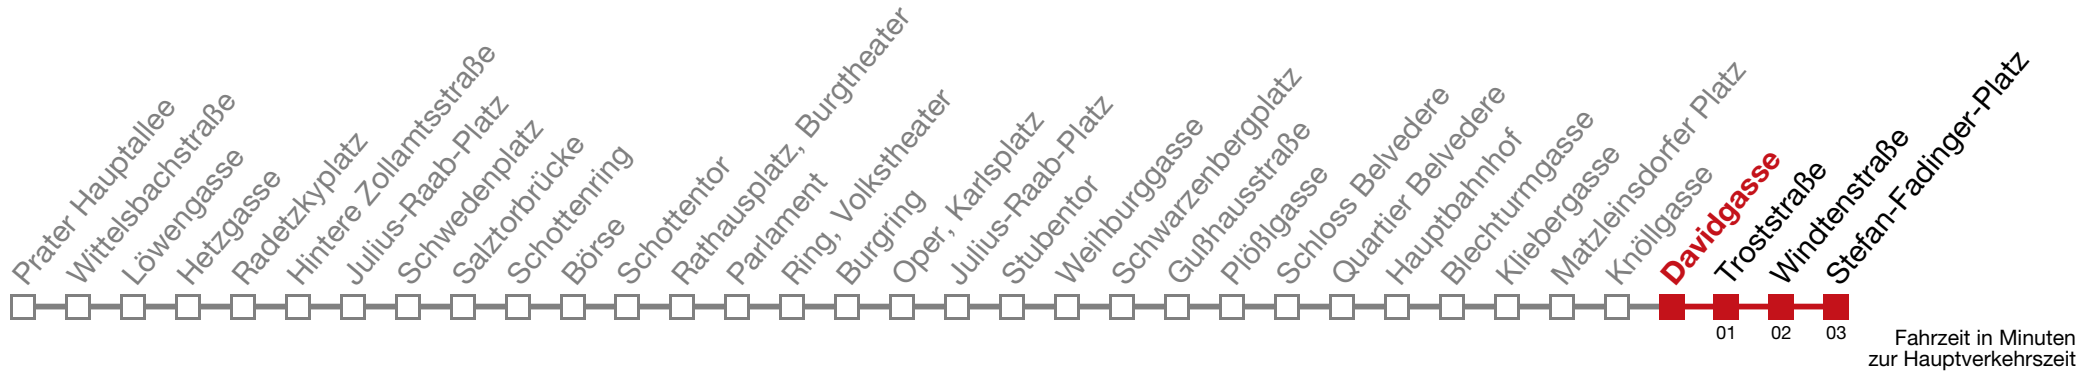 Prater Hauptallee
Wittelsbachstraße
Löwengasse
Hetzgasse
Radetzkyplatz
Hintere Zollamtsstraße
Julius-Raab-Platz
Schwedenplatz
Salztorbrücke
Schottenring
Börse
Schottentor
Rathausplatz, Burgtheater
Parlament
Ring, Volkstheater
Burgring
Oper, Karlsplatz
Julius-Raab-Platz
Stubentor
Weihburggasse
Schwarzenbergplatz
Gußhausstraße
Plößlgasse
Schloss Belvedere
Quartier Belvedere
Hauptbahnhof
Blechturmgasse
Kliebergasse
Matzleinsdorfer Platz
Knöllgasse
Davidgasse
Troststraße
Windtenstraße
Stefan-Fadinger-Platz
01
02
03
Fahrzeit in Minuten
zur Hauptverkehrszeit